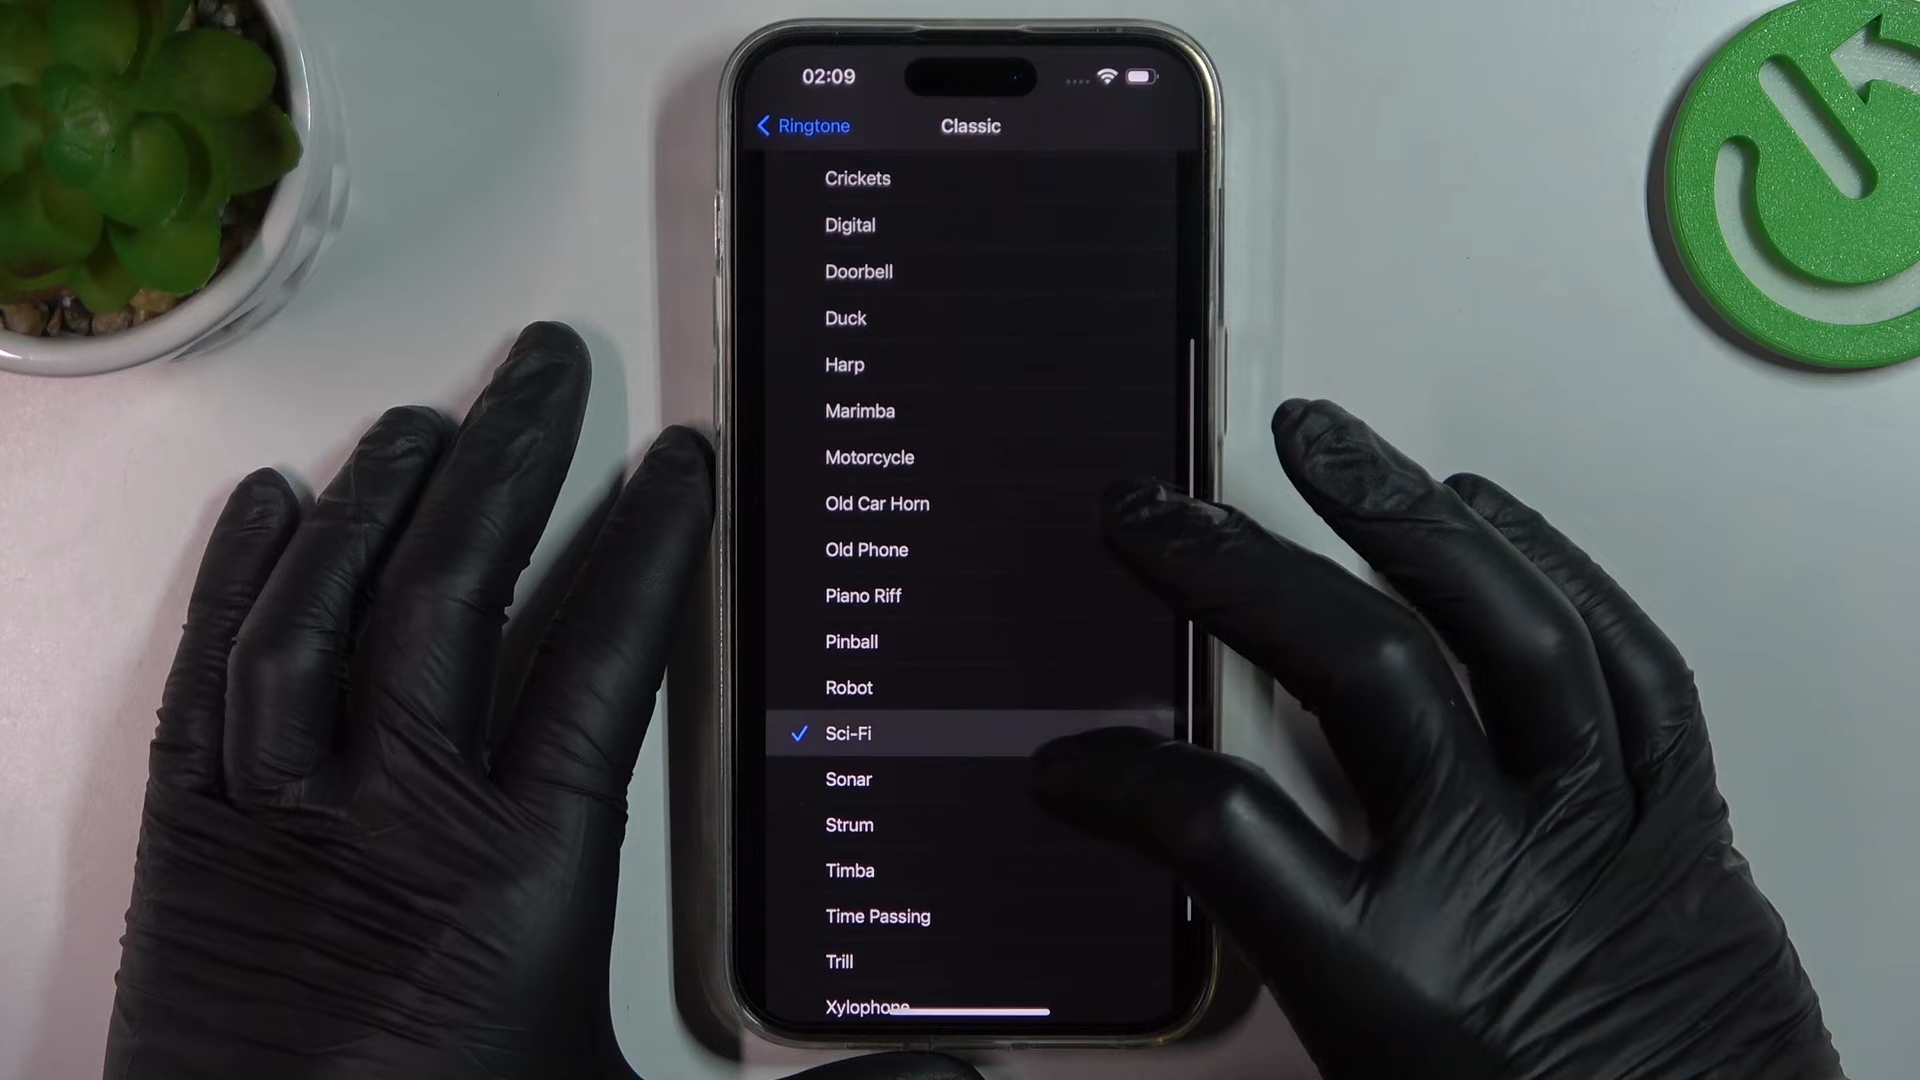 02:09
Ringtone
Classic
Crickets
Digital
Doorbell
Duck
Harp
Marimba
Motorcycle
Old Car Horn
Old Phone
Piano Riff
Pinball
Robot
Sci-Fi
Sonar
Strum
Timba
Time Passing
Trill
Xylophone